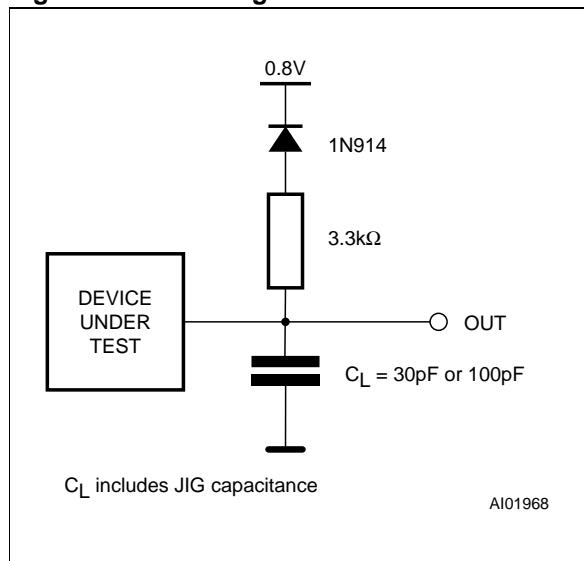 0.8V
1N914
3.3kΩ
DEVICE
UNDER
TEST
OUT
CL = 30pF or 100pF
CL includes JIG capacitance
AI01968